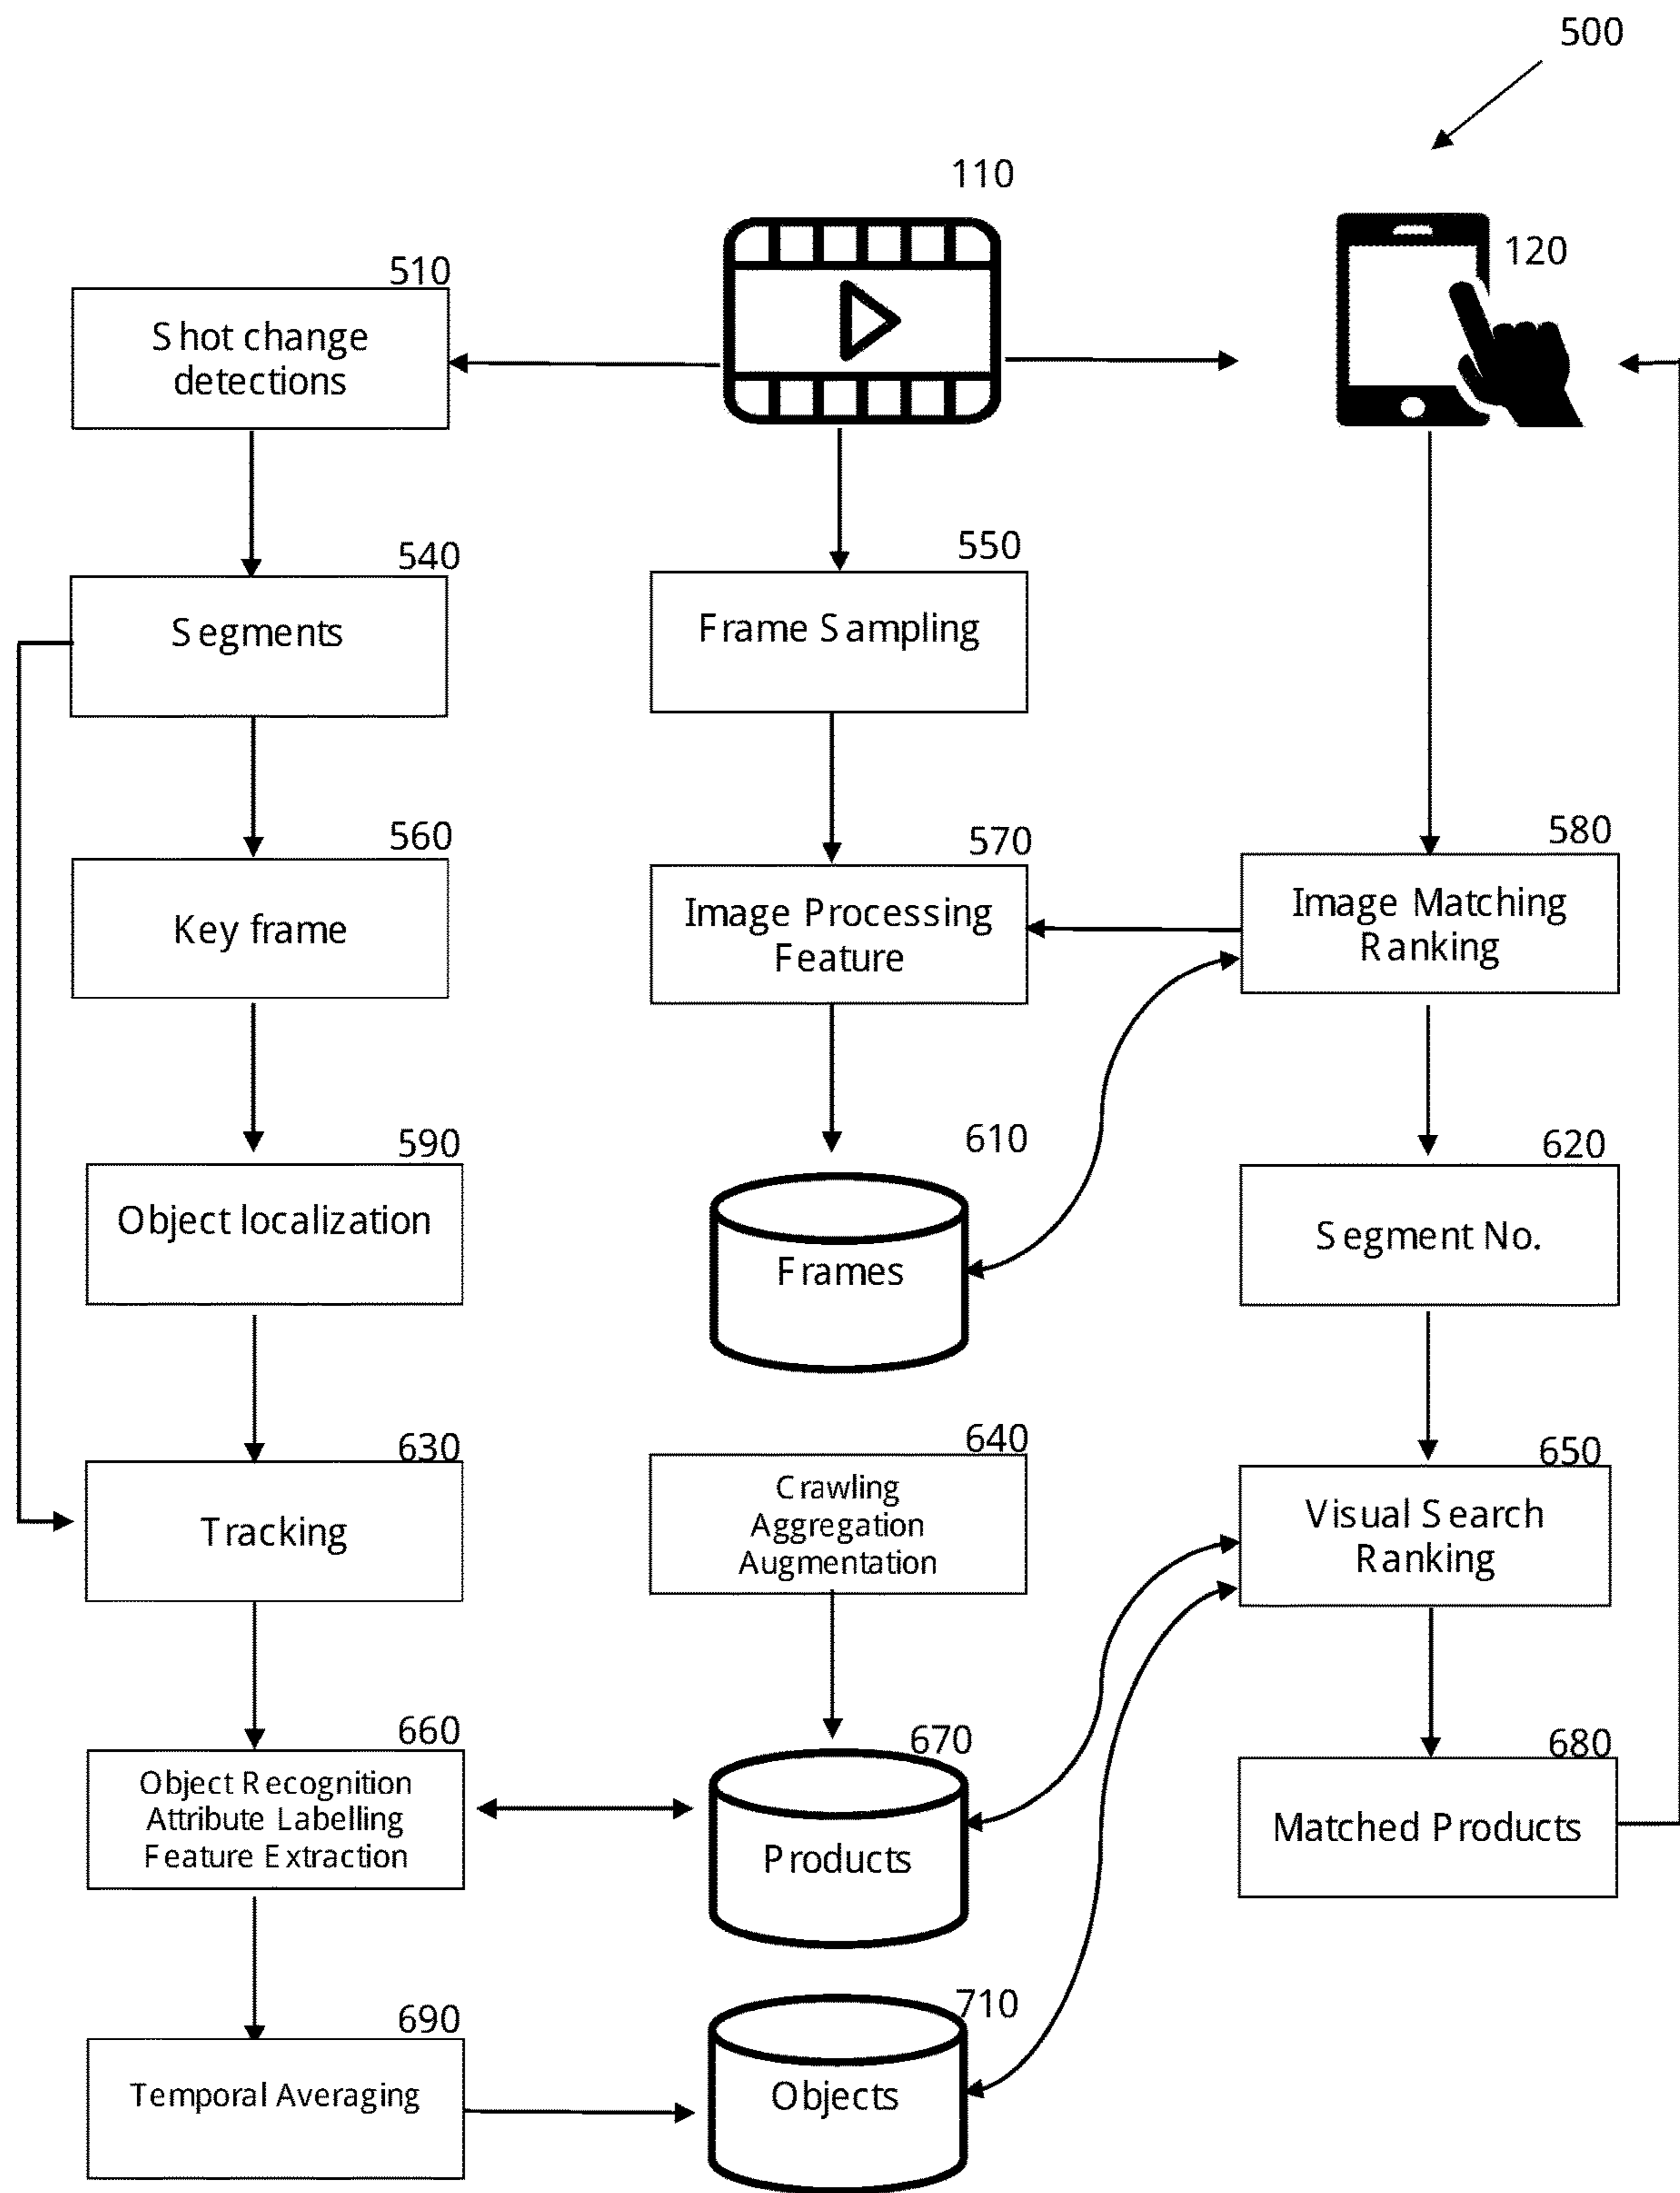 500
110
120
510
Shot change
detections
540
Segments
550
Frame Sampling
560
Key frame
570
Image Processing
Feature
580
Image Matching
Ranking
590
Object localization
610
Frames
620
Segment No.
630
Tracking
640
Crawling
Aggregation
Augmentation
650
Visual Search
Ranking
660
Object Recognition
Attribute Labelling
Feature Extraction
670
Products
680
Matched Products
690
Temporal Averaging
710
Objects